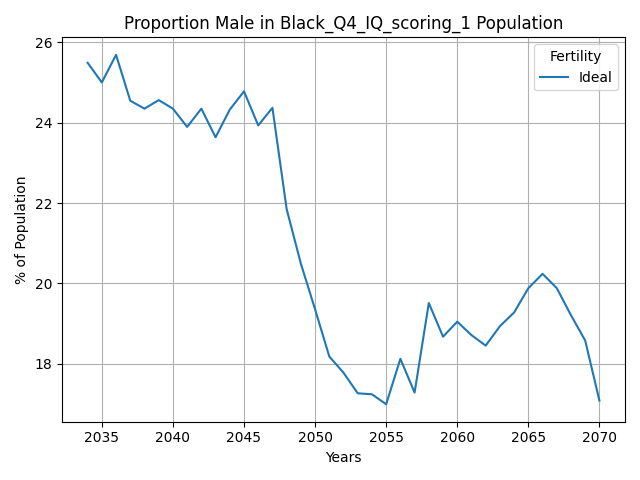 Proportion Male in Black_Q4_IQ_scoring_1 Population
Fertility
Ideal
% of Population
26
24
22
20
18
2035 2040 2045 2050 2055 2060 2065 2070
Years